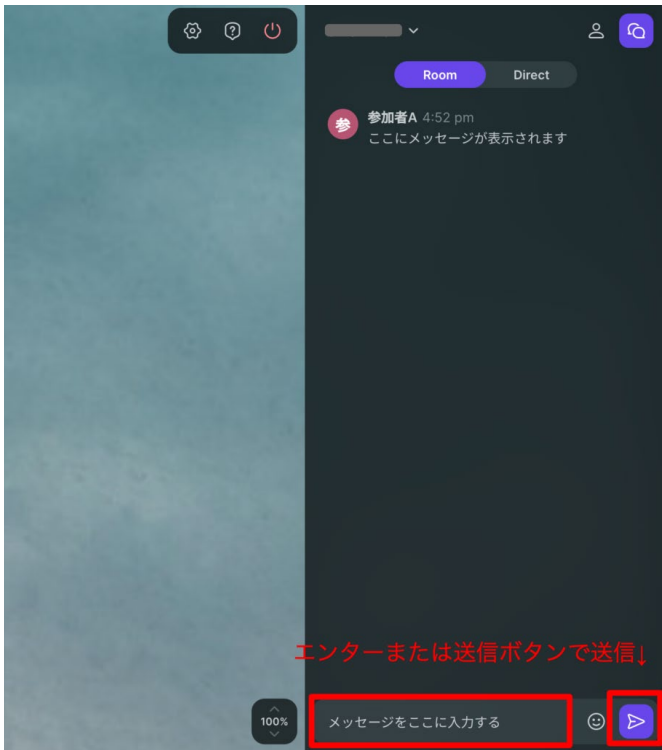 Room
Direct
参
参加者A 4:52 pm
ここにメッセージが表示されます
エンターまたは送信ボタンで送信↓
100%
メッセージをここに入力する